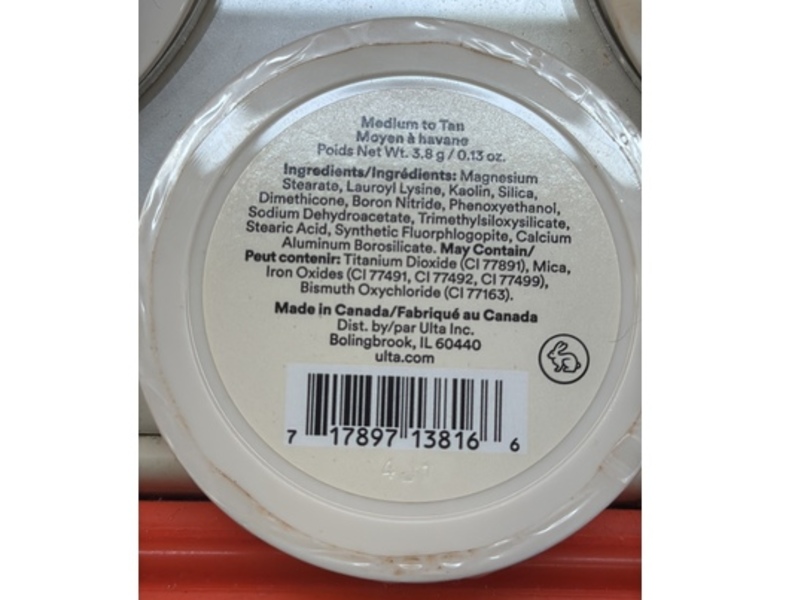 Medium to Tan
Moyen à havane
Poids Net Wt. 3.8 g / 0.13 oz.
Ingredients/Ingrédients: Magnesium
Stearate, Lauroyl Lysine, Kaolin, Silica,
Dimethicone, Boron Nitride, Phenoxyethanol,
Sodium Dehydroacetate, Trimethylsiloxysilicate,
Stearic Acid, Synthetic Fluorphlogopite, Calcium
Aluminum Borosilicate. May Contain/
Peut contenir: Titanium Dioxide (CI 77891), Mica,
Iron Oxides (CI 77491, CI 77492, CI 77499),
Bismuth Oxychloride (CI 77163).
Made in Canada/Fabriqué au Canada
Dist. by/par Ulta Inc.
Bolingbrook, IL 60440
ulta.com
7 17897 13816 6